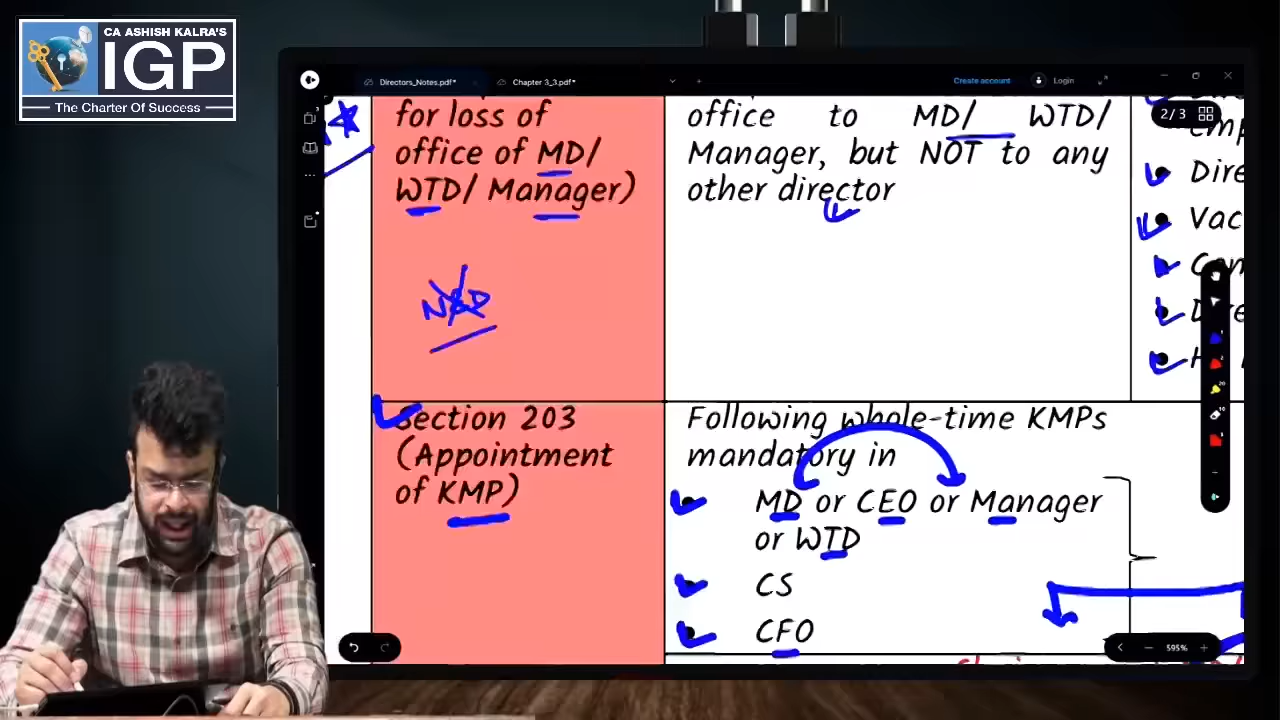 CA ASHISH KALRA'S
IGP
The Charter Of Success
Directors_Notes.pdf*
Chapter 3_3.pdf*
Create account
Login
2/3
for loss of
office of MD/
WTD/ Manager)
office to MD/ WTD/
Manager, but NOT to any
other director
Dire
Vac
Section 203
(Appointment
of KMP)
Following whole-time KMPs
mandatory in
MD or CEO or Manager
or WTD
CS
CFO
595%